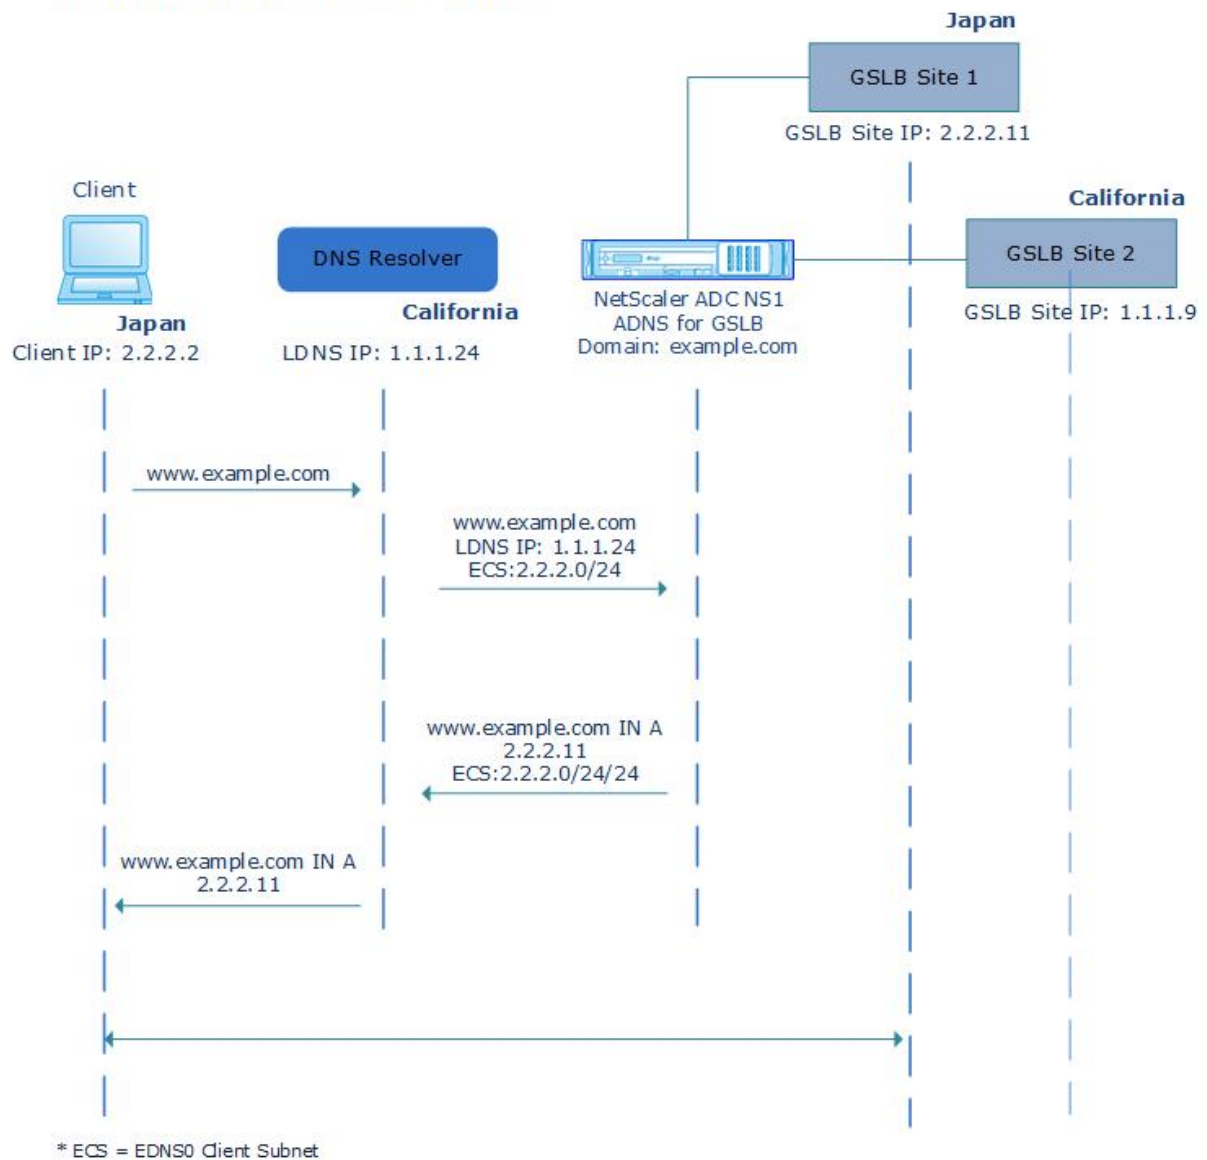 Japan
GSLB Site 1
GSLB Site IP: 2.2.2.11
California
GSLB Site 2
GSLB Site IP: 1.1.1.9
Client
Japan
Client IP: 2.2.2.2
DNS Resolver
California
LDNS IP: 1.1.1.24
NetScaler ADC NS1
ADNS for GSLB
Domain: example.com
www.example.com
www.example.com
LDNS IP: 1.1.1.24
ECS:2.2.2.0/24
www.example.com IN A
2.2.2.11
ECS:2.2.2.0/24/24
www.example.com IN A
2.2.2.11
* ECS = EDNS0 Client Subnet